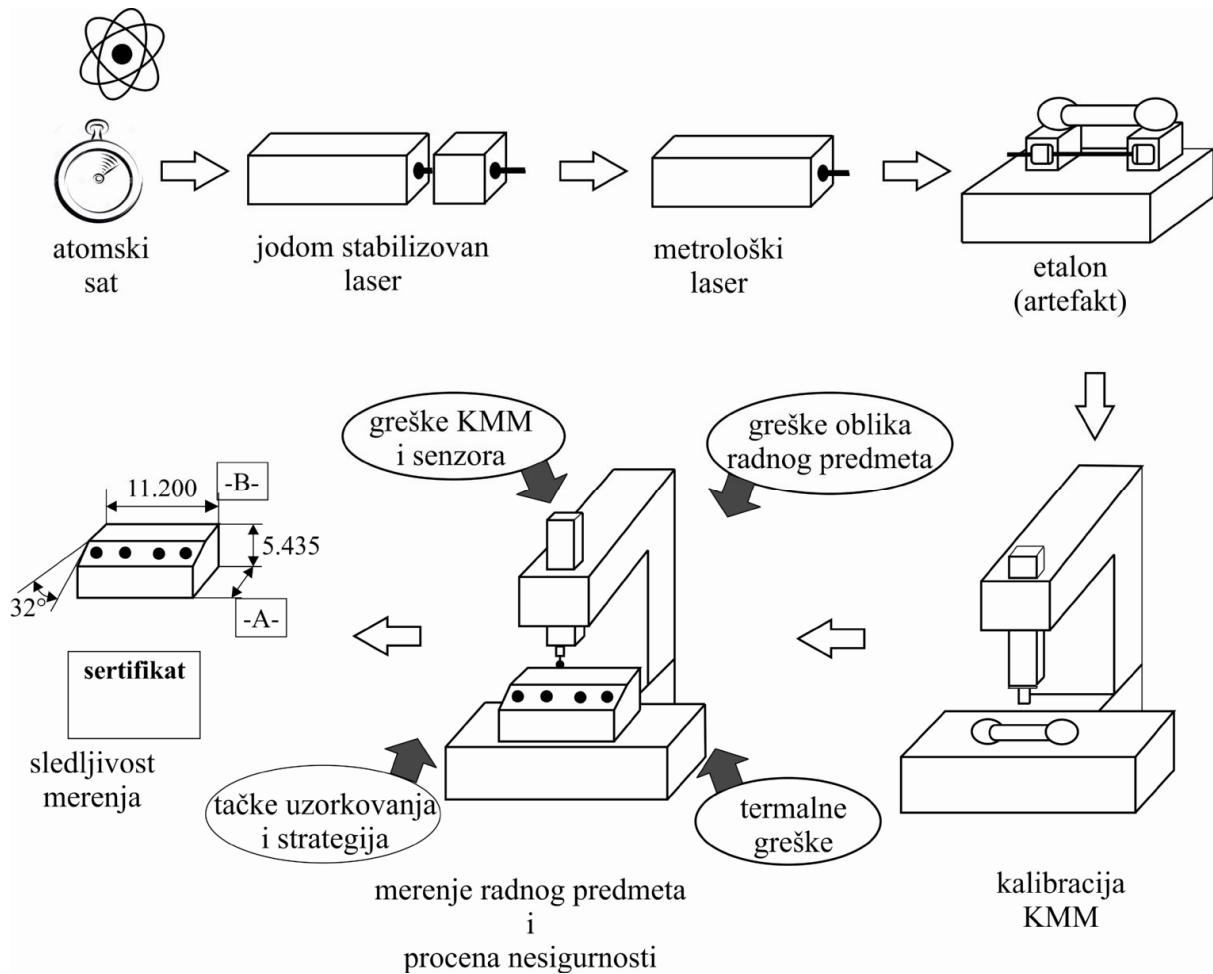 atomski
sat
jodom stabilizovan
laser
metrološki
laser
etalon
(artefakt)
greške KMM
i senzora
greške oblika
radnog predmeta
11.200
-B-
5.435
32°
-A-
sertifikat
sledljivost
merenja
tačke uzorkovanja
i strategija
termalne
greške
merenje radnog predmeta
i
procena nesigurnosti
kalibracija
KMM